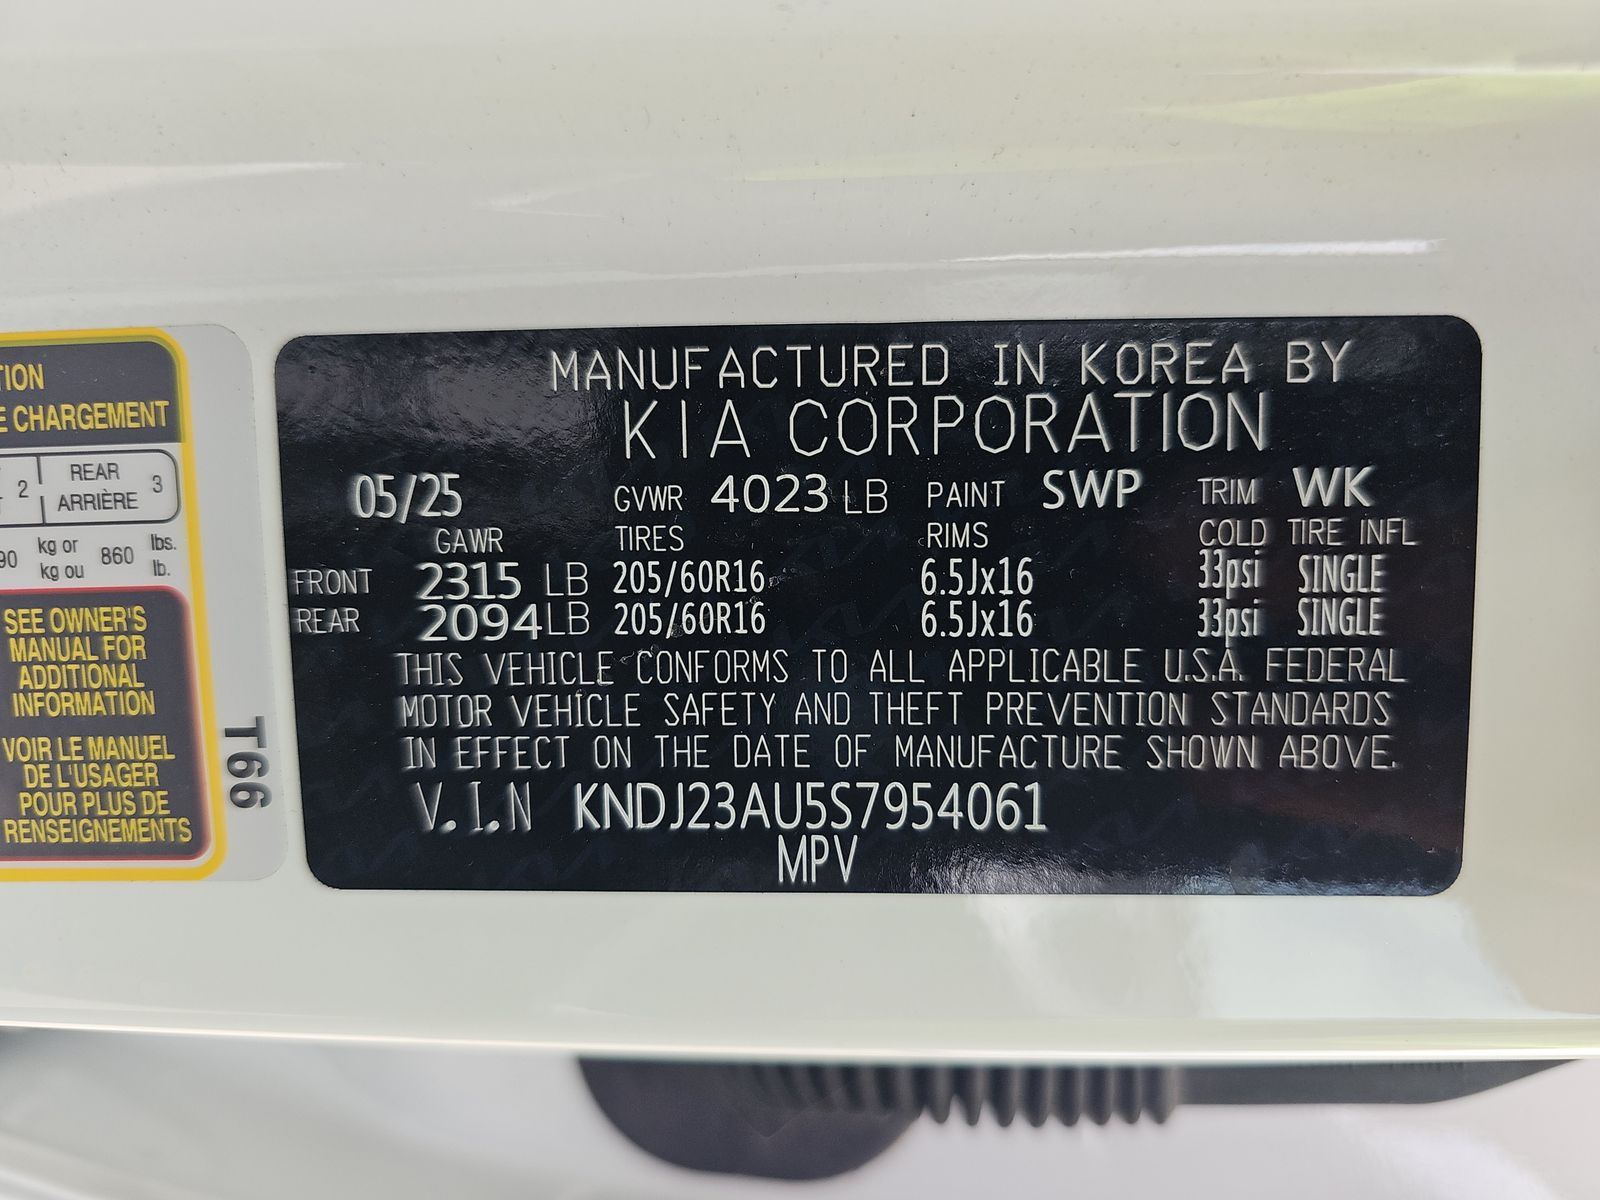 TION
E CHARGEMENT
2 REAR 3
ARRIÈRE
90 kg or 860 lbs.
kg ou lb.
SEE OWNER'S
MANUAL FOR
ADDITIONAL
INFORMATION
VOIR LE MANUEL
DE L'USAGER
POUR PLUS DE
RENSEIGNEMENTS
T66
MANUFACTURED IN KOREA BY
KIA CORPORATION
05/25 GVWR 4023 LB PAINT SWP TRIM WK
GAWR TIRES RIMS COLD TIRE INFL
FRONT 2315 LB 205/60R16 6.5Jx16 33psi SINGLE
REAR 2094 LB 205/60R16 6.5Jx16 33psi SINGLE
THIS VEHICLE CONFORMS TO ALL APPLICABLE U.S.A. FEDERAL
MOTOR VEHICLE SAFETY AND THEFT PREVENTION STANDARDS
IN EFFECT ON THE DATE OF MANUFACTURE SHOWN ABOVE.
V.I.N KNDJ23AU5S7954061
MPV